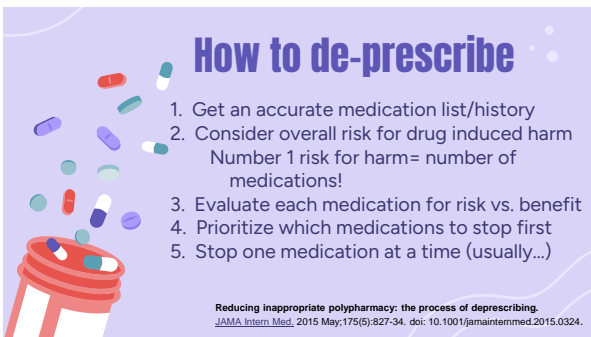 How to de-prescribe
1. Get an accurate medication list/history
2. Consider overall risk for drug induced harm
Number 1 risk for harm= number of
medications!
3. Evaluate each medication for risk vs. benefit
4. Prioritize which medications to stop first
5. Stop one medication at a time (usually...)
Reducing inappropriate polypharmacy: the process of deprescribing.
JAMA Intern Med. 2015 May;175(5):827-34. doi: 10.1001/jamainternmed.2015.0324.